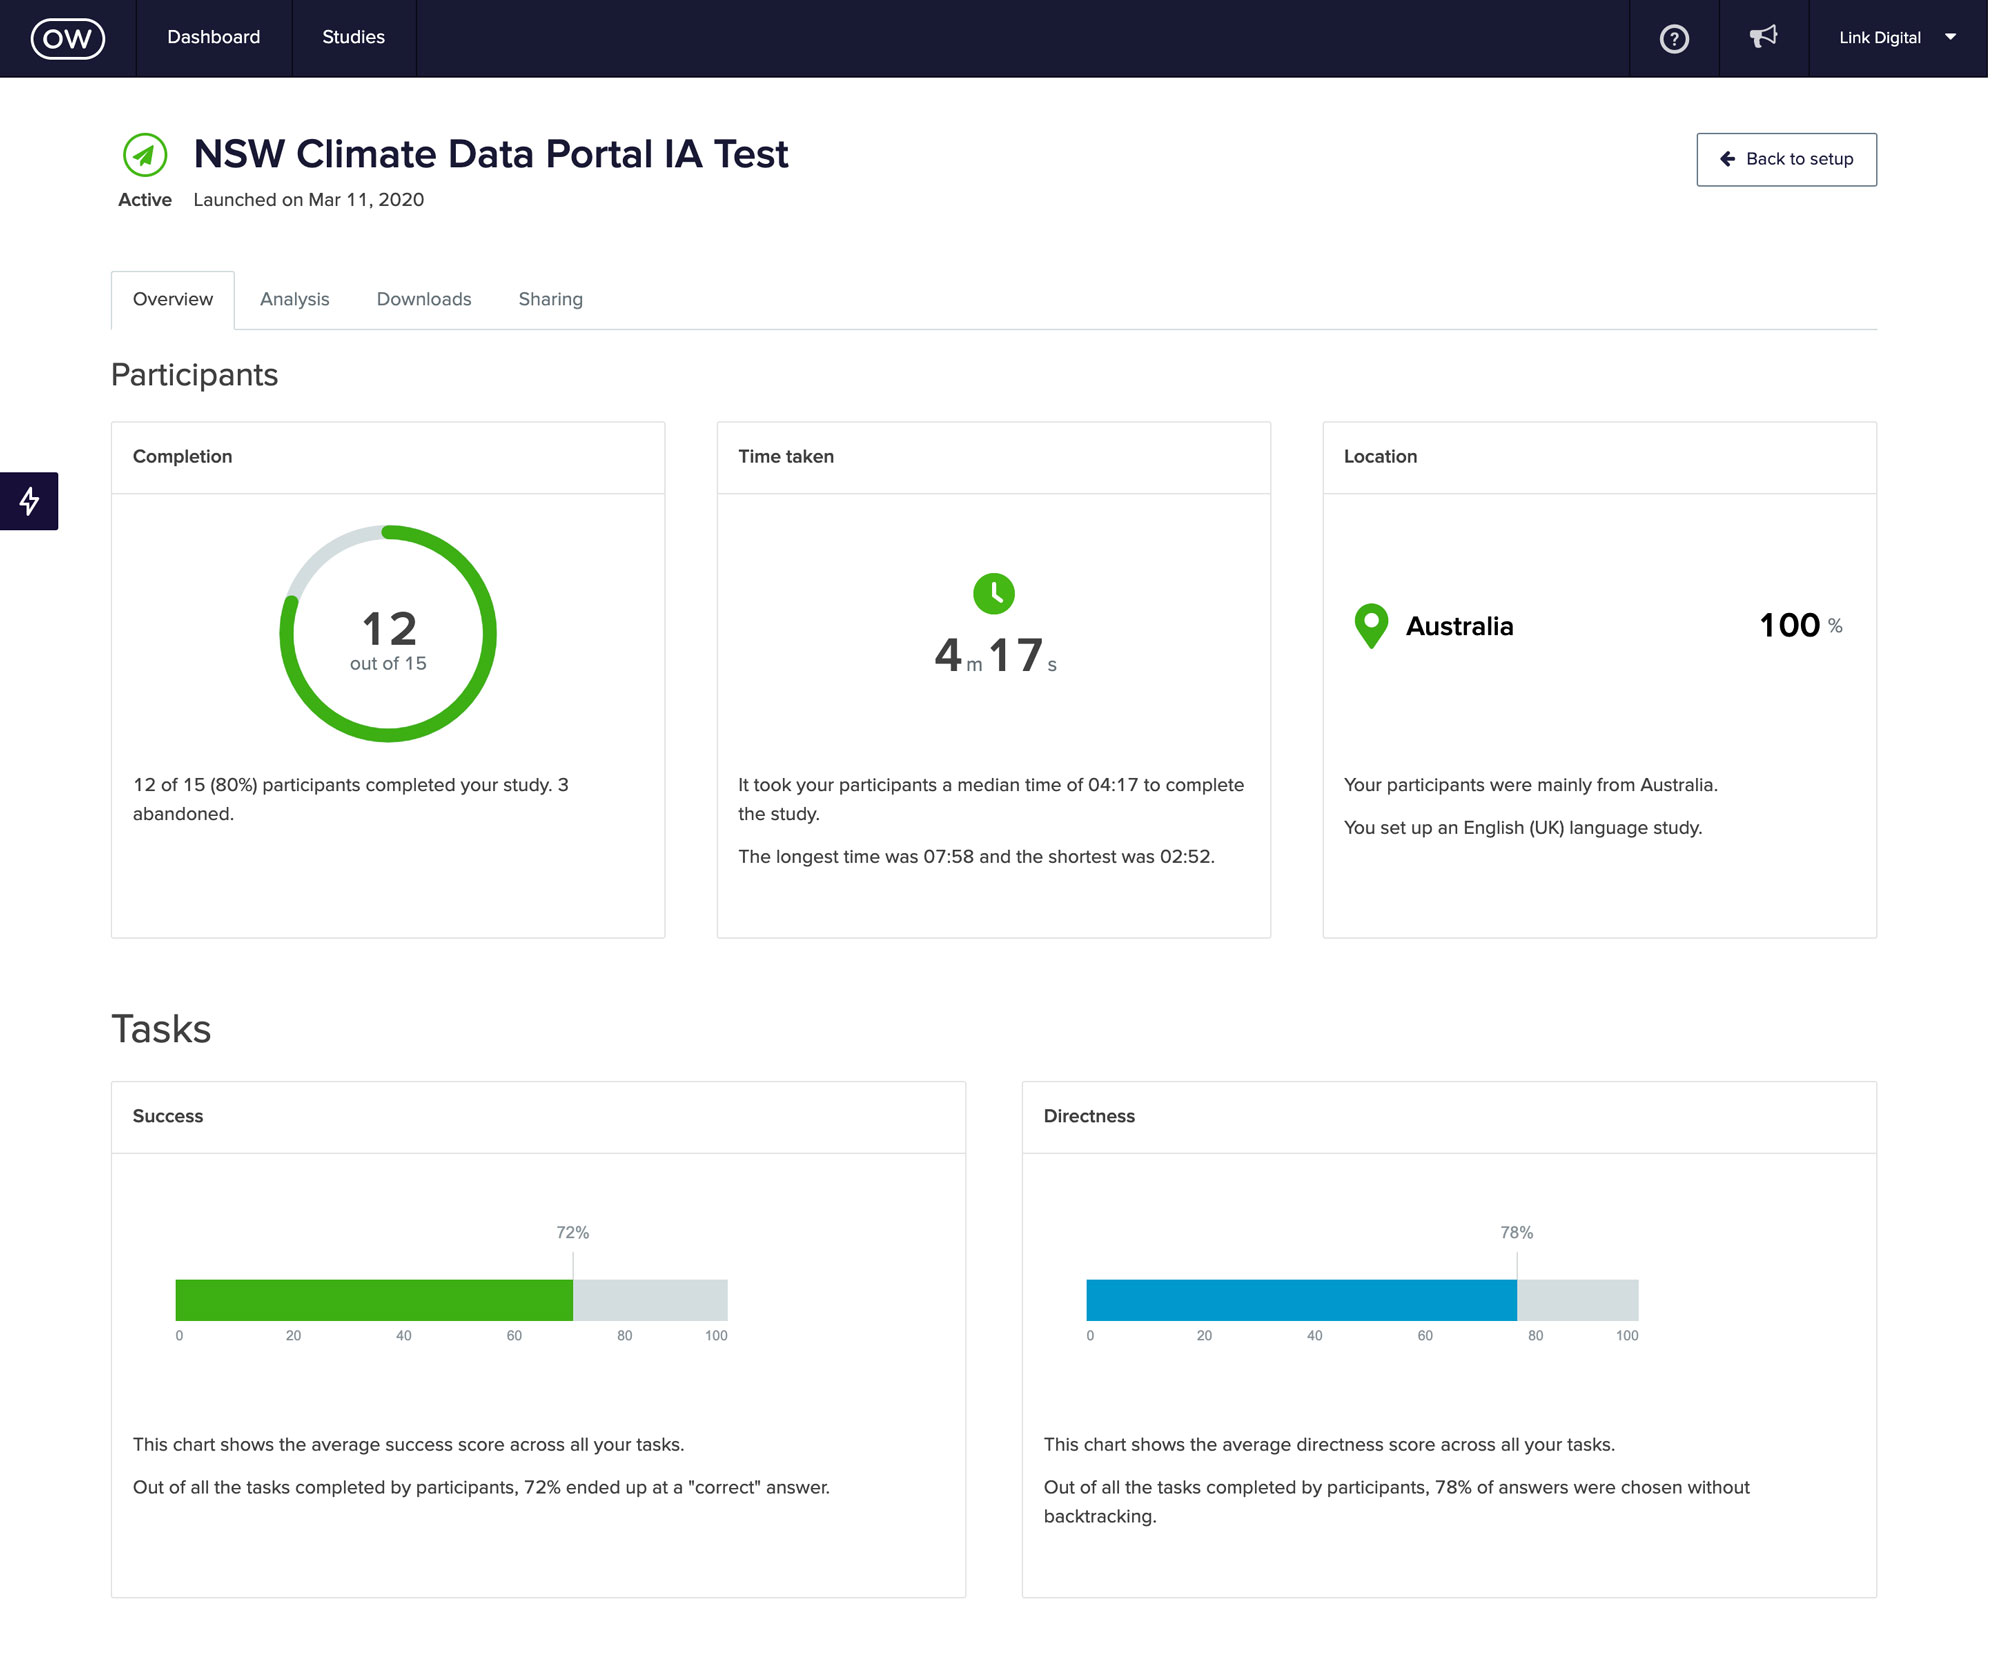 OW
Dashboard
Studies
?
Link Digital
NSW Climate Data Portal IA Test
Back to setup
Active
Launched on Mar 11, 2020
Overview
Analysis
Downloads
Sharing
Participants
Completion
12
out of 15
12 of 15 (80%) participants completed your study. 3
abandoned.
Time taken
4 m 17 s
It took your participants a median time of 04:17 to complete
the study.
The longest time was 07:58 and the shortest was 02:52.
Location
Australia
100 %
Your participants were mainly from Australia.
You set up an English (UK) language study.
Tasks
Success
72%
0 20 40 60 80 100
This chart shows the average success score across all your tasks.
Out of all the tasks completed by participants, 72% ended up at a "correct" answer.
Directness
78%
0 20 40 60 80 100
This chart shows the average directness score across all your tasks.
Out of all the tasks completed by participants, 78% of answers were chosen without
backtracking.